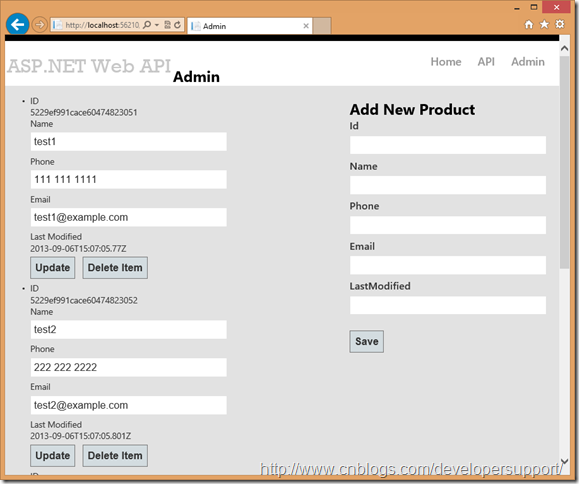 http://localhost:56210
Admin
ASP.NET Web API
Admin
Home
API
Admin
ID
5229ef991cace60474823051
Name
test1
Phone
111 111 1111
Email
test1@example.com
Last Modified
2013-09-06T15:07:05.77Z
Update
Delete Item
ID
5229ef991cace60474823052
Name
test2
Phone
222 222 2222
Email
test2@example.com
Last Modified
2013-09-06T15:07:05.801Z
Update
Delete Item
Add New Product
Id
Name
Phone
Email
LastModified
Save
http://www.cnblogs.com/developersupport/